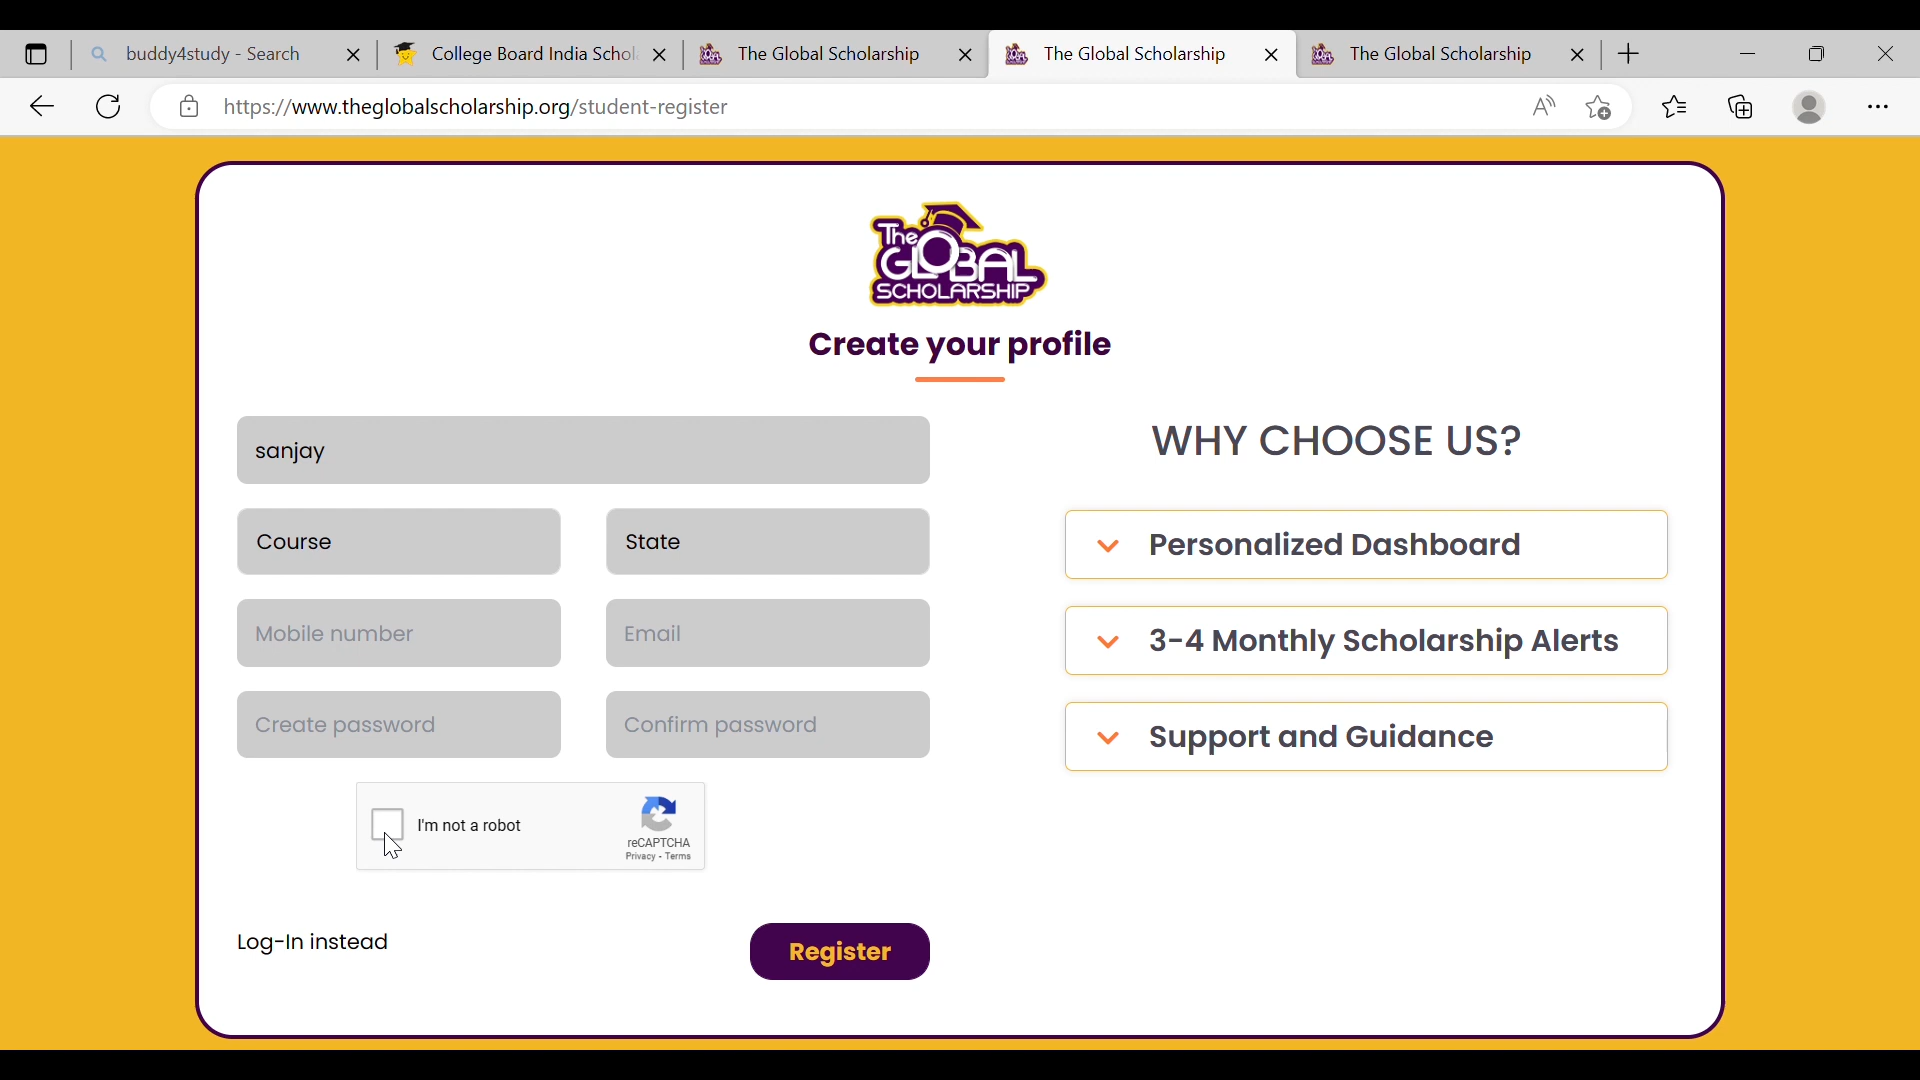 buddy4study - Search
College Board India Schol
The Global Scholarship
The Global Scholarship
The Global Scholarship
https://www.theglobalscholarship.org/student-register
The
GLOBAL
SCHOLARSHIP
Create your profile
sanjay
Course
State
Mobile number
Email
Create password
Confirm password
I'm not a robot
reCAPTCHA
Privacy - Terms
Log-In instead
Register
WHY CHOOSE US?
Personalized Dashboard
3-4 Monthly Scholarship Alerts
Support and Guidance